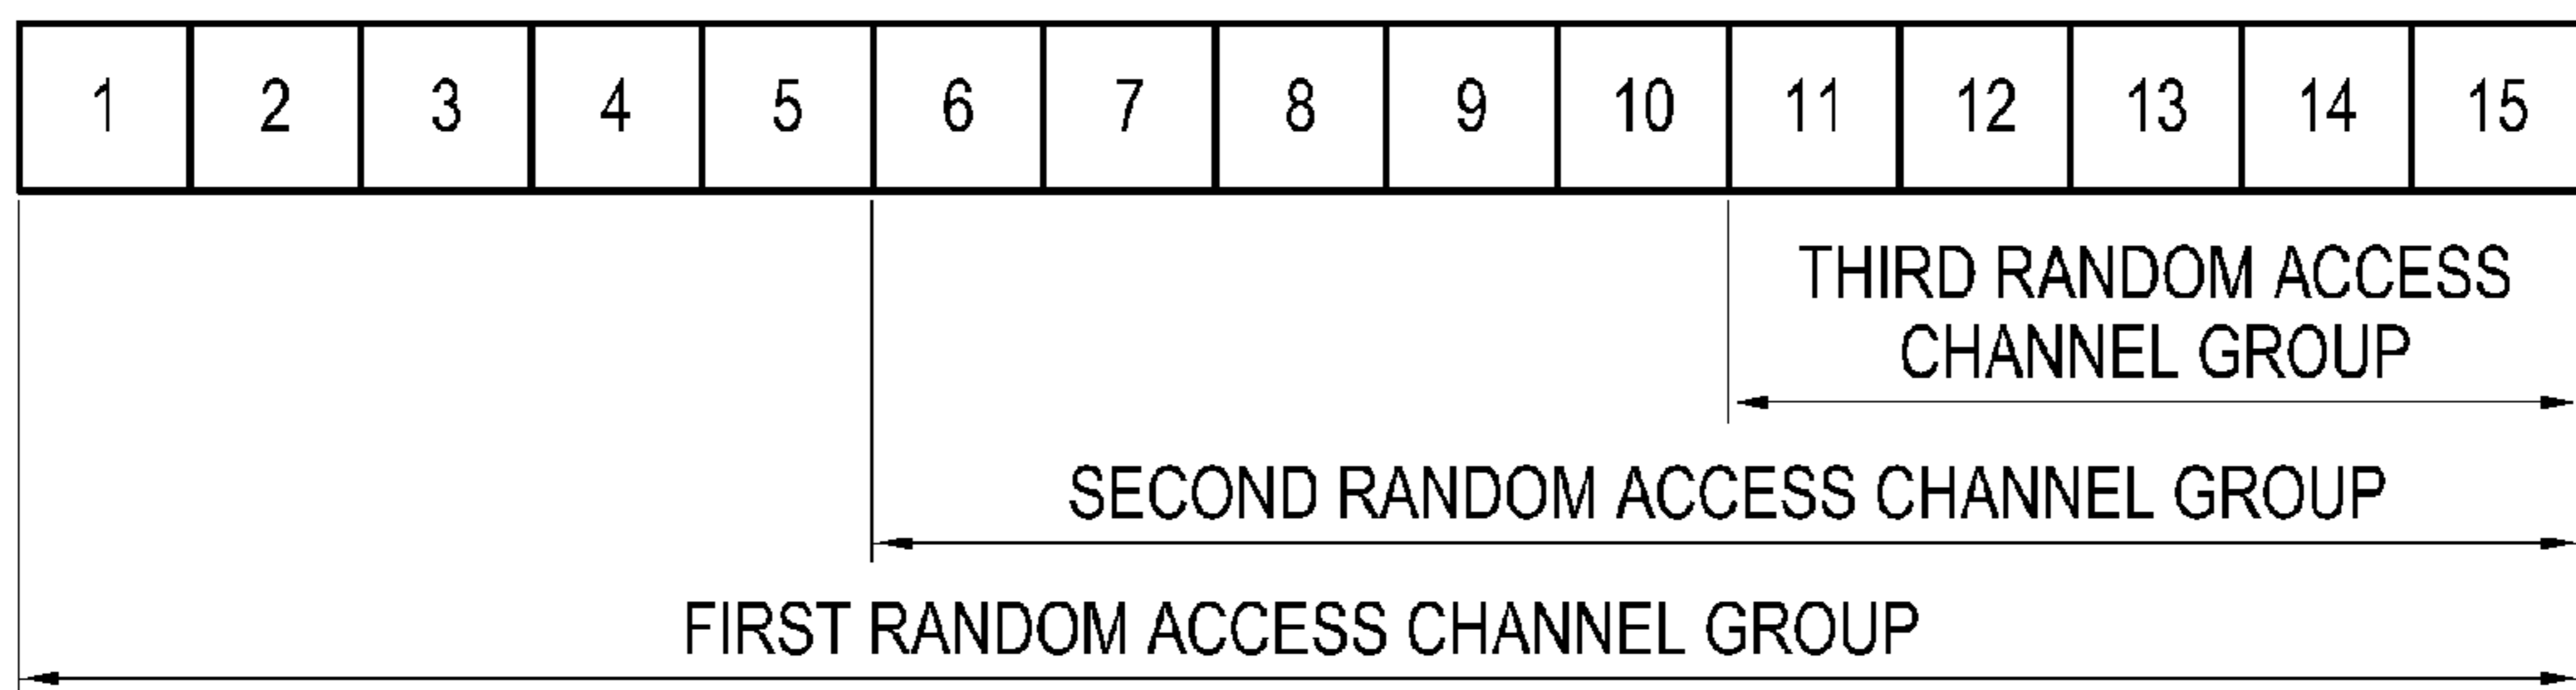 1 2 3 4 5 6 7 8 9 10 11 12 13 14 15
THIRD RANDOM ACCESS
CHANNEL GROUP
SECOND RANDOM ACCESS CHANNEL GROUP
FIRST RANDOM ACCESS CHANNEL GROUP